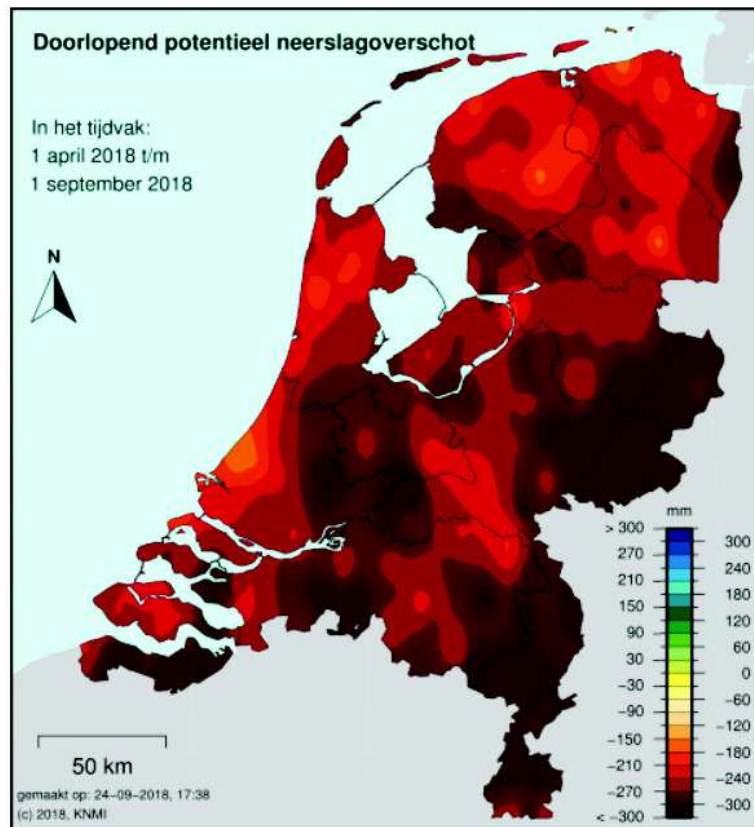 Doorlopend potentieel neerslagoverschot
In het tijdvak:
1 april 2018 t/m
1 september 2018
N
mm
> 300
300
270
240
210
180
150
120
90
60
30
0
−30
−60
−90
−120
−150
−180
−210
−240
−270
−300
< −300
50 km
gemaakt op: 24−09−2018, 17:38
(c) 2018, KNMI